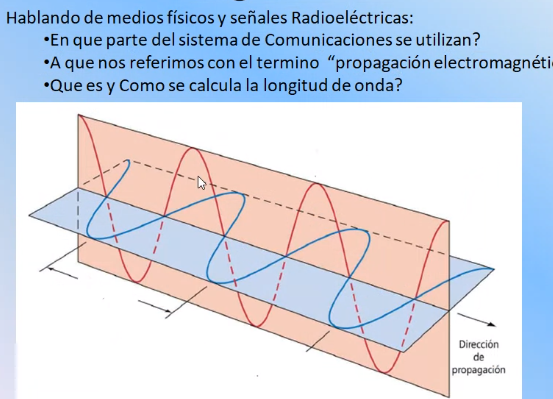 Hablando de medios físicos y señales Radioeléctricas:
•En que parte del sistema de Comunicaciones se utilizan?
•A que nos referimos con el termino “propagación electromagnéti
•Que es y Como se calcula la longitud de onda?
Dirección
de
propagación